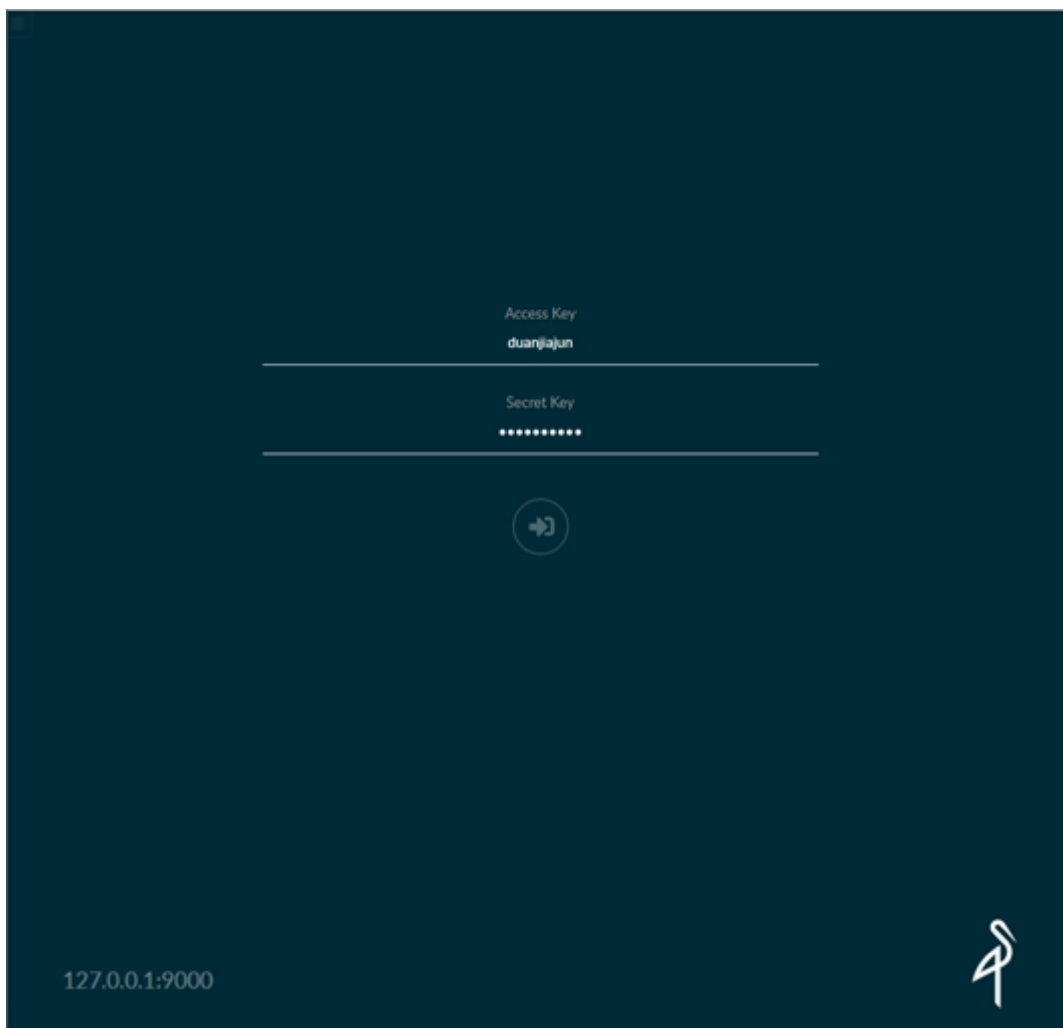 Access Key
duanjiajun
Secret Key
••••••••••
127.0.0.1:9000